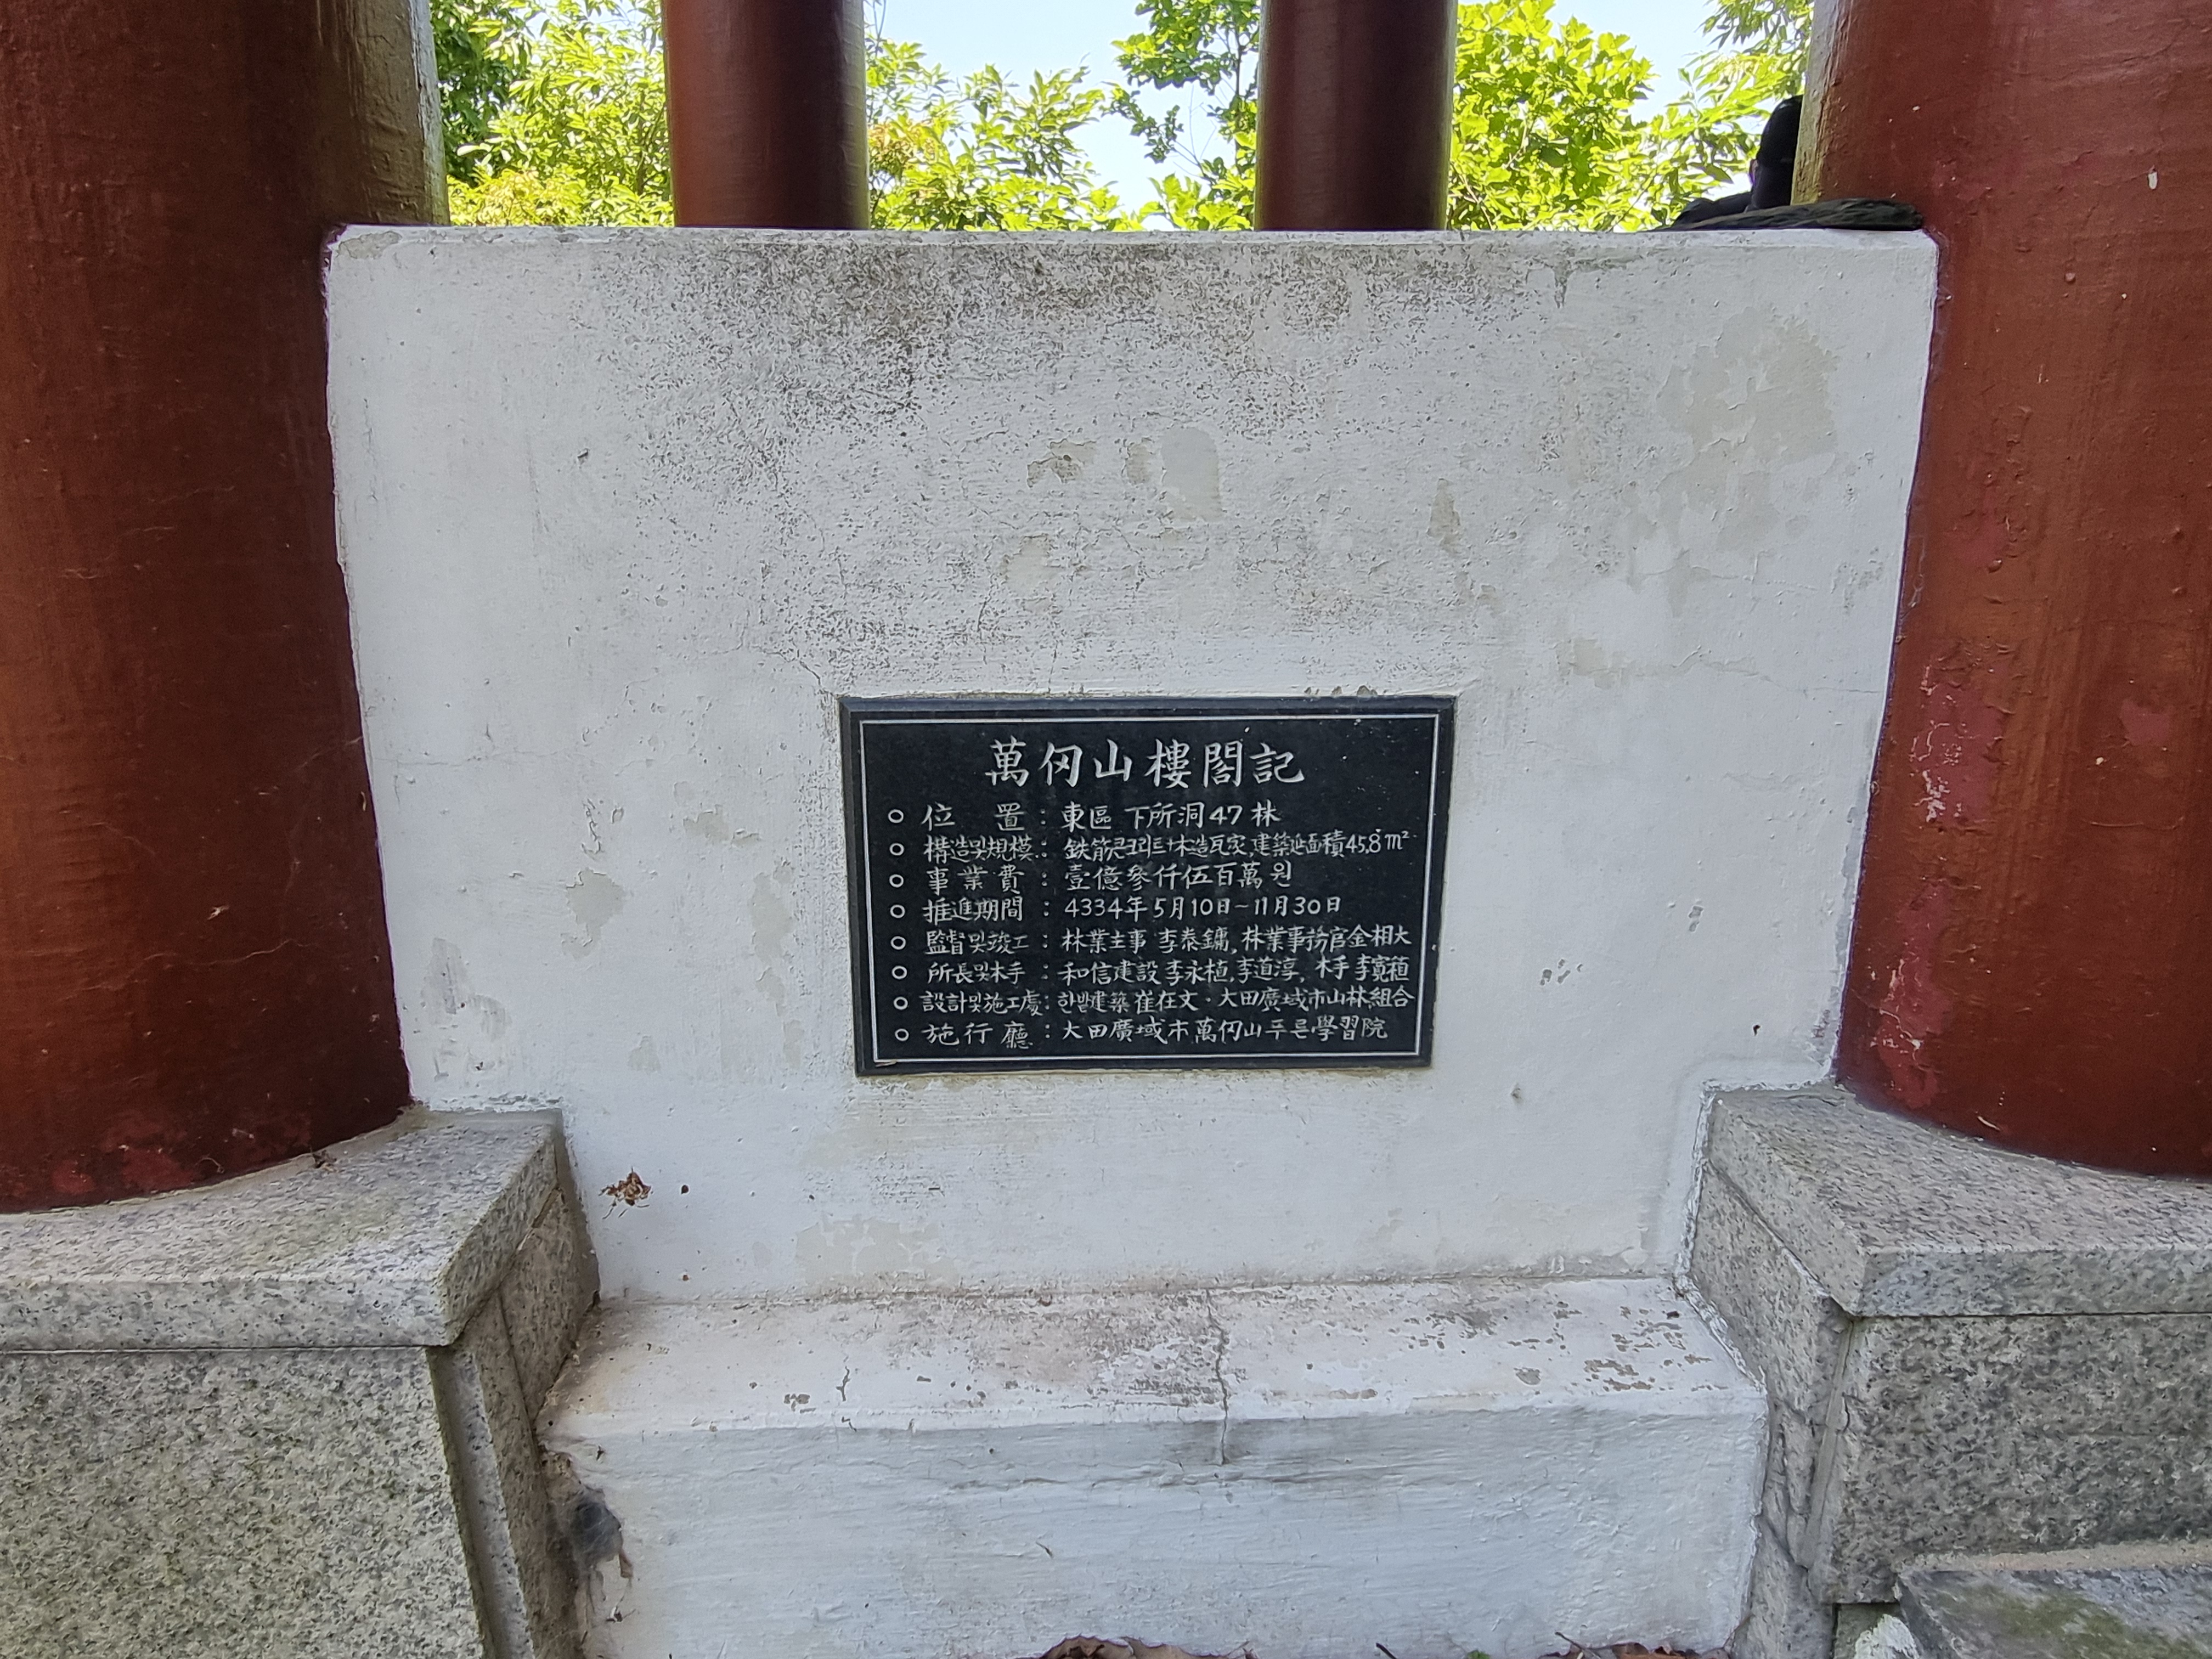 萬仞山樓閣記
○ 位 置 : 東區 下所洞 47 林
○ 構造및規模 : 鉄筋콘크리트木造瓦家 建築延面積45.8㎡
○ 事業費 : 壹億參仟伍百萬원
○ 推進期間 : 4334年 5月10日~11月30日
○ 監督및竣工 : 林業主事 李泰鏞, 林業事務官金相大
○ 所長및木手 : 和信建設 李永植, 李道淳, 木手 李寬稙
○ 設計및施工處 : 한밭建築 崔在文 · 大田廣域市山林組合
○ 施行廳 : 大田廣域市 萬仞山푸른學習院